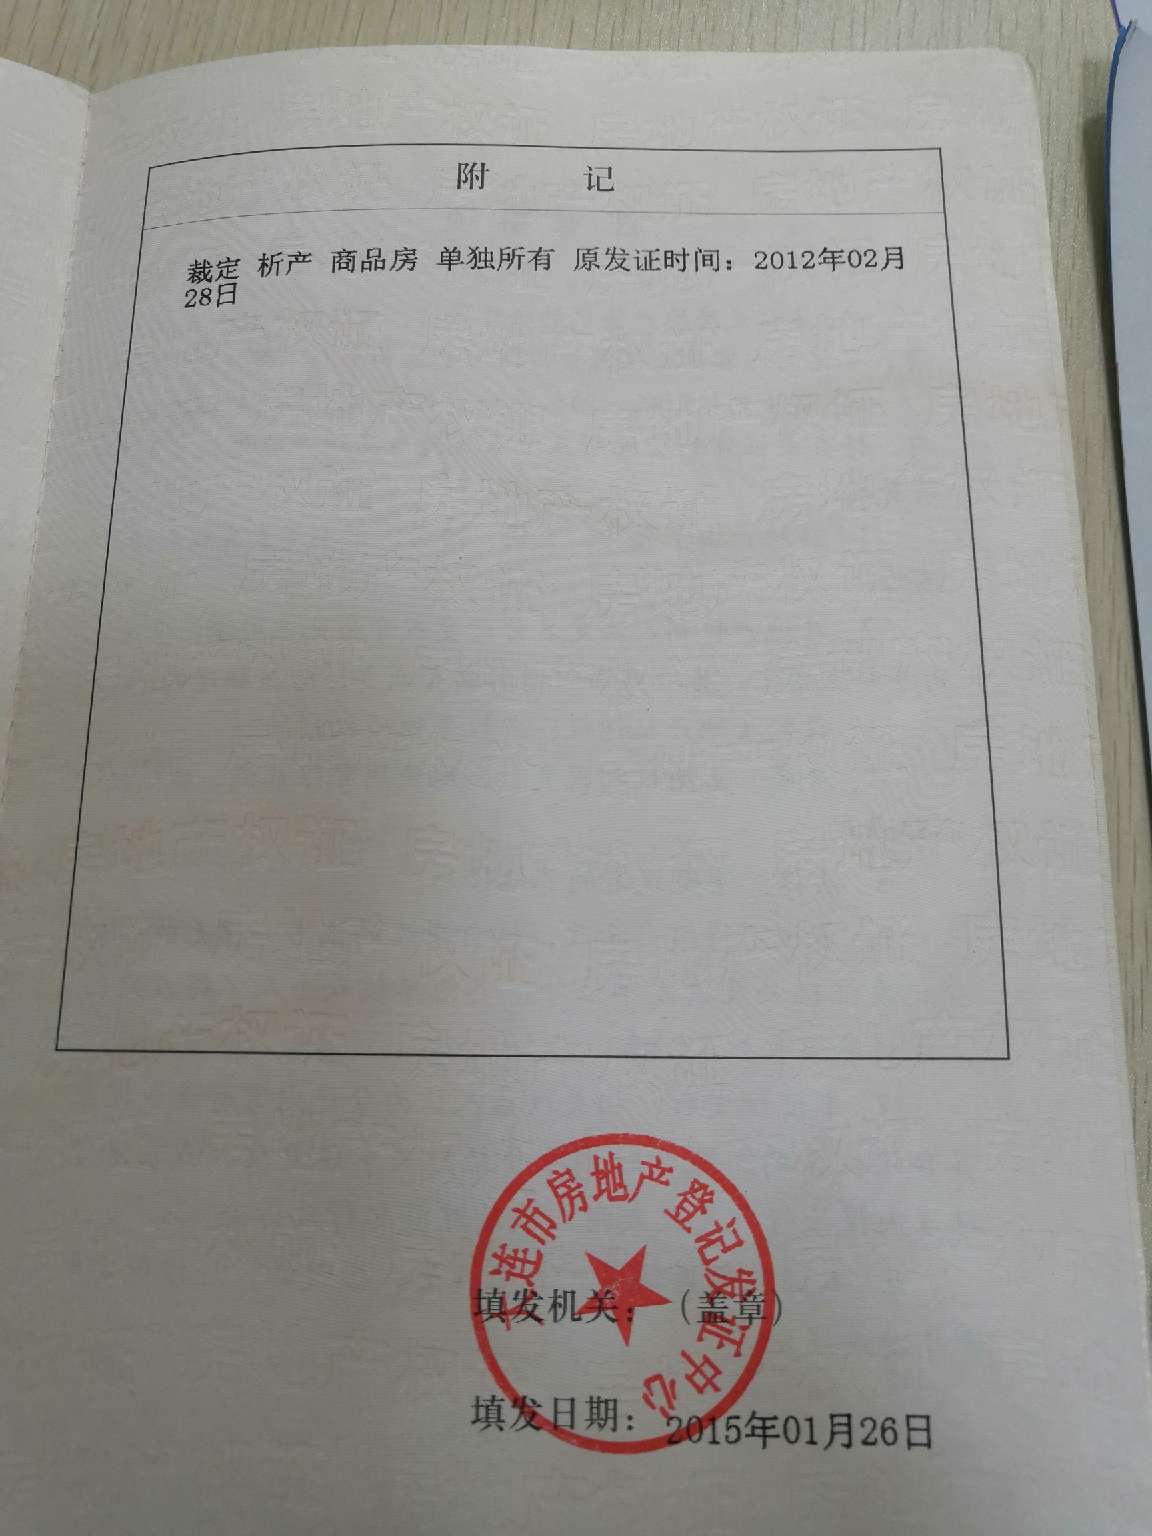 附 记
裁定 析产 商品房 单独所有 原发证时间：2012年02月
28日
大连市房地产登记发证中心
填发机关：（盖章）
填发日期：2015年01月26日